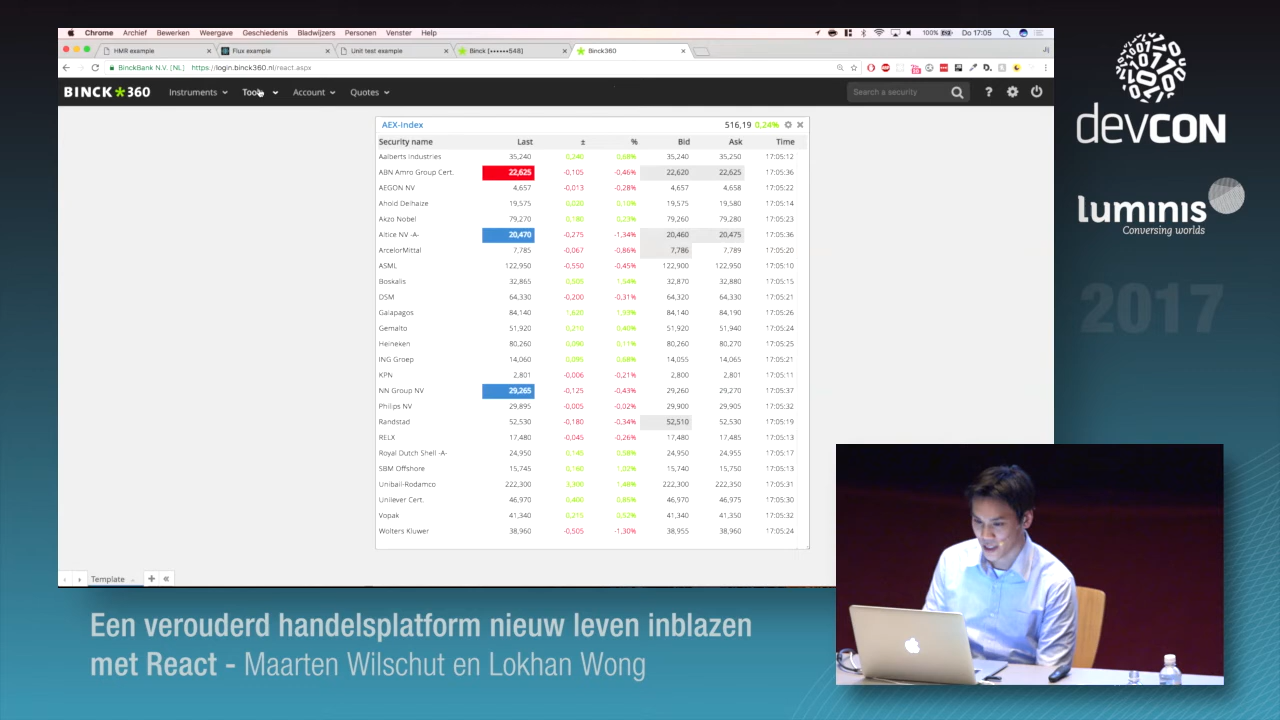 Chrome Archief Bewerken Weergave Geschiedenis Bladwijzers Personen Venster Help 100% Do 17:05
HMR example Flux example Unit test example Binck [••••••548] Binck360
BinckBank N.V. [NL] https://login.binck360.nl/react.aspx
BINCK 360 Instruments Tools Account Quotes Search a security ?
AEX-Index 516,19 0,24%
Security name Last ± % Bid Ask Time
Aalberts Industries 35,240 0,240 0,68% 35,240 35,250 17:05:12
ABN Amro Group Cert. 22,625 -0,105 -0,46% 22,620 22,625 17:05:36
AEGON NV 4,657 -0,013 -0,28% 4,657 4,658 17:05:22
Ahold Delhaize 19,575 0,020 0,10% 19,575 19,580 17:05:14
Akzo Nobel 79,270 0,180 0,23% 79,260 79,280 17:05:23
Altice NV -A- 20,470 -0,275 -1,34% 20,460 20,475 17:05:36
ArcelorMittal 7,785 -0,067 -0,86% 7,786 7,789 17:05:20
ASML 122,950 -0,550 -0,45% 122,900 122,950 17:05:10
Boskalis 32,865 0,505 1,54% 32,870 32,880 17:05:15
DSM 64,330 -0,200 -0,31% 64,320 64,330 17:05:21
Galapagos 84,140 1,620 1,93% 84,140 84,190 17:05:26
Gemalto 51,920 0,210 0,40% 51,920 51,940 17:05:24
Heineken 80,260 0,090 0,11% 80,260 80,270 17:05:25
ING Groep 14,060 0,095 0,68% 14,055 14,065 17:05:21
KPN 2,801 -0,006 -0,21% 2,800 2,801 17:05:11
NN Group NV 29,265 -0,125 -0,43% 29,260 29,270 17:05:37
Philips NV 29,895 -0,005 -0,02% 29,900 29,905 17:05:32
Randstad 52,530 -0,180 -0,34% 52,510 52,530 17:05:19
RELX 17,480 -0,045 -0,26% 17,480 17,485 17:05:13
Royal Dutch Shell -A- 24,950 0,145 0,58% 24,950 24,955 17:05:17
SBM Offshore 15,745 0,160 1,02% 15,740 15,750 17:05:13
Uniball-Rodamco 222,300 3,300 1,48% 222,300 222,350 17:05:31
Unilever Cert. 46,970 0,400 0,86% 46,970 46,975 17:05:30
Vopak 41,340 0,215 0,52% 41,340 41,350 17:05:32
Wolters Kluwer 38,960 -0,505 -1,30% 38,955 38,960 17:05:24
Template + «
devCON
luminis
Conversing worlds
2017
Een verouderd handelsplatform nieuw leven inblazen
met React - Maarten Wilschut en Lokhan Wong